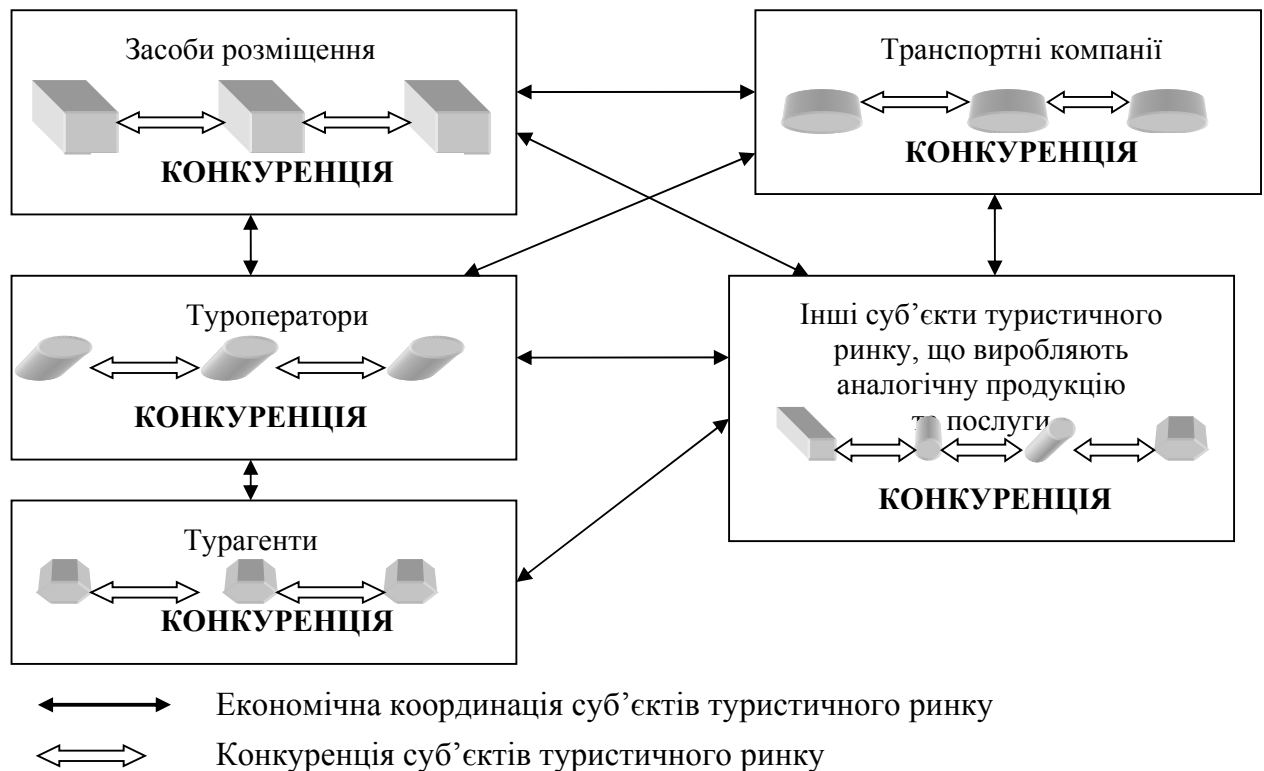 Засоби розміщення
КОНКУРЕНЦІЯ
Транспортні компанії
КОНКУРЕНЦІЯ
Туроператори
КОНКУРЕНЦІЯ
Інші суб’єкти туристичного
ринку, що виробляють
аналогічну продукцію
та послуги
КОНКУРЕНЦІЯ
Турагенти
КОНКУРЕНЦІЯ
Економічна координація суб’єктів туристичного ринку
Конкуренція суб’єктів туристичного ринку